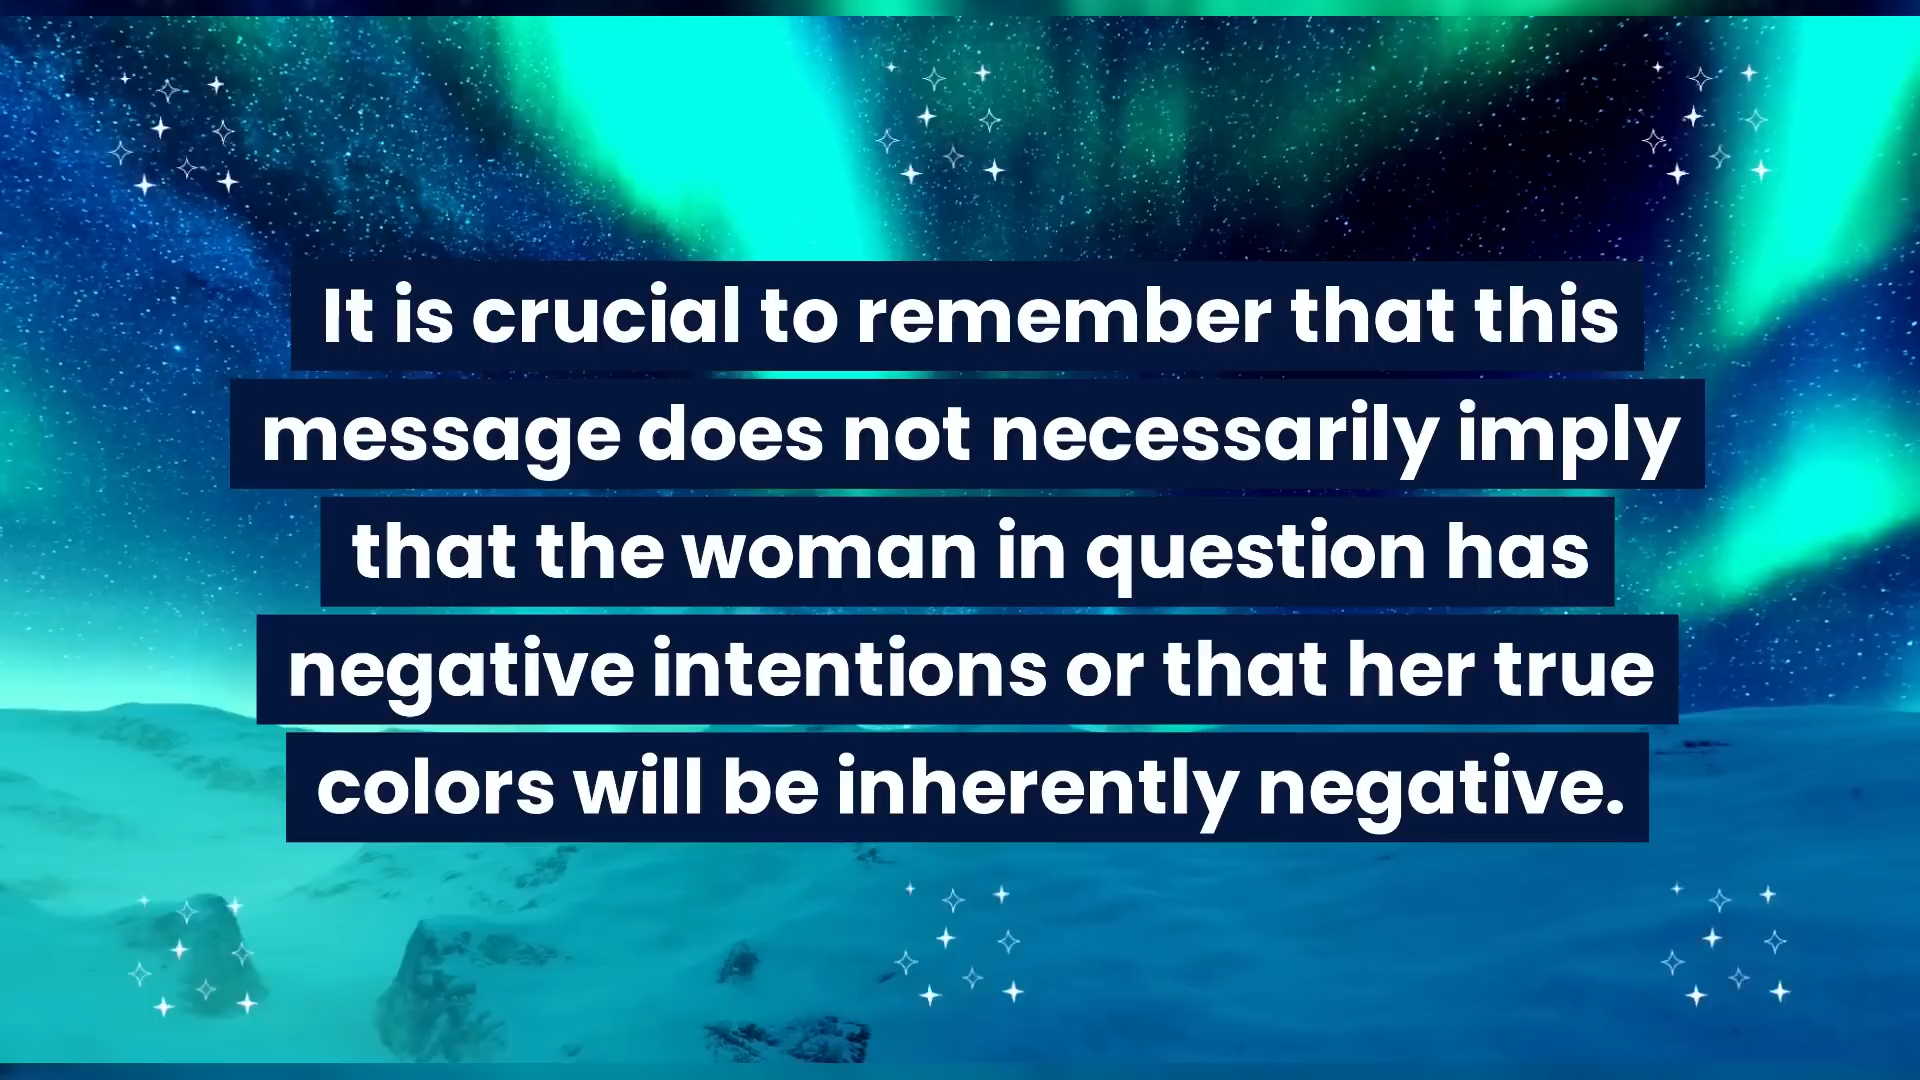 It is crucial to remember that this
message does not necessarily imply
that the woman in question has
negative intentions or that her true
colors will be inherently negative.